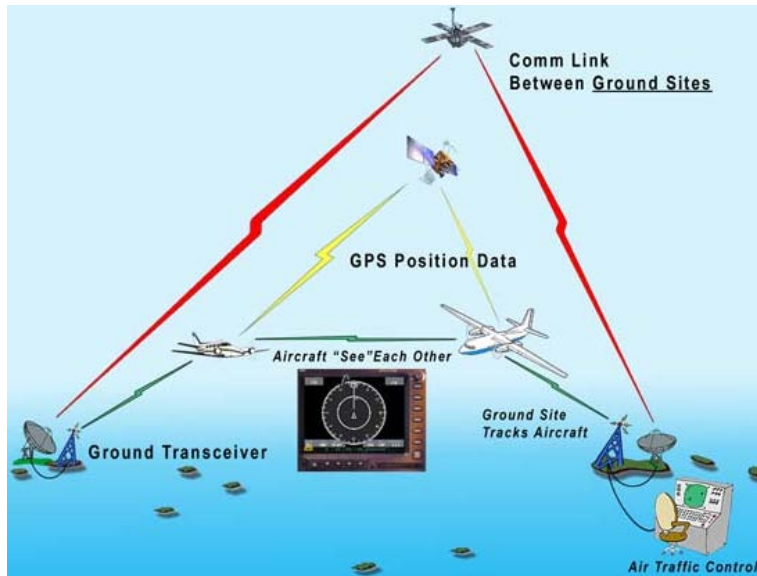 Comm Link
Between Ground Sites
GPS Position Data
Aircraft “See”Each Other
Ground Transceiver
Ground Site
Tracks Aircraft
Air Traffic Control